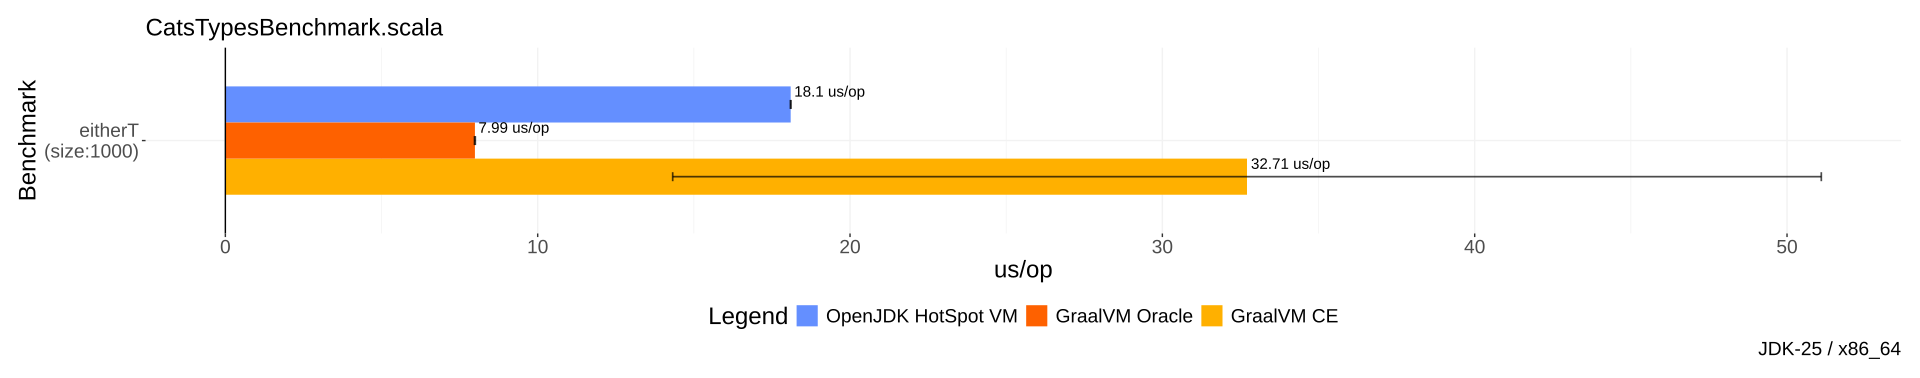 CatsTypesBenchmark.scala
Benchmark
eitherT
(size:1000)
18.1 us/op
7.99 us/op
32.71 us/op
0 10 20 30 40 50
us/op
Legend OpenJDK HotSpot VM GraalVM Oracle GraalVM CE
JDK-25 / x86_64